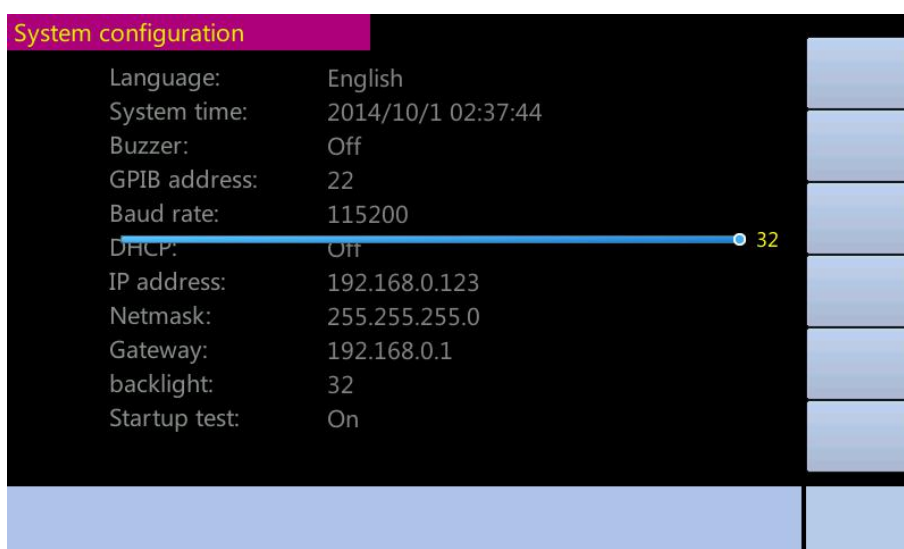 System configuration
Language: English
System time: 2014/10/1 02:37:44
Buzzer: Off
GPIB address: 22
Baud rate: 115200
32
DHCP: Off
IP address: 192.168.0.123
Netmask: 255.255.255.0
Gateway: 192.168.0.1
backlight: 32
Startup test: On